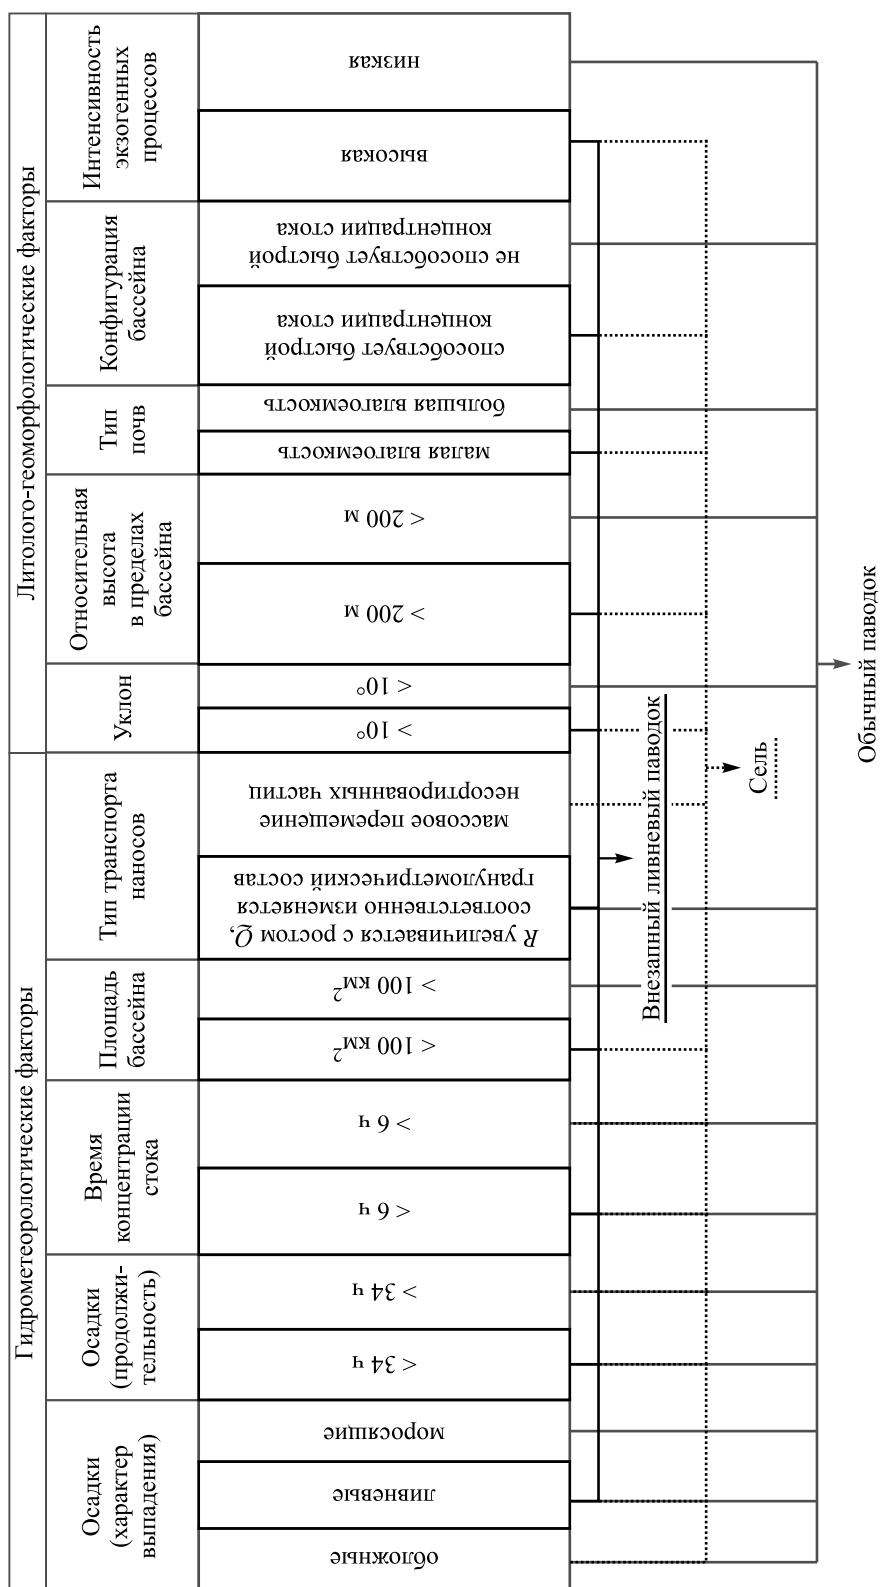 Гидрометеорологические факторы
Литолого-геоморфологические факторы
Осадки
(характер
выпадения)
Осадки
(продолжи-
тельность)
Время
концентрации
стока
Площадь
бассейна
Тип транспорта
наносов
Уклон
Относительная
высота
в пределах
бассейна
Тип
почв
Конфигурация
бассейна
Интенсивность
экзогенных
процессов
обложные
ливневые
моросящие
< 34 ч
> 34 ч
< 6 ч
> 6 ч
< 100 км²
> 100 км²
R увеличивается с ростом Q,
соответственно изменяется
гранулометрический состав
массовое перемещение
несортированных частиц
> 10°
< 10°
> 200 м
< 200 м
малая влагоемкость
большая влагоемкость
способствует быстрой
концентрации стока
не способствует быстрой
концентрации стока
высокая
низкая
Внезапный ливневый паводок
Сель
Обычный паводок